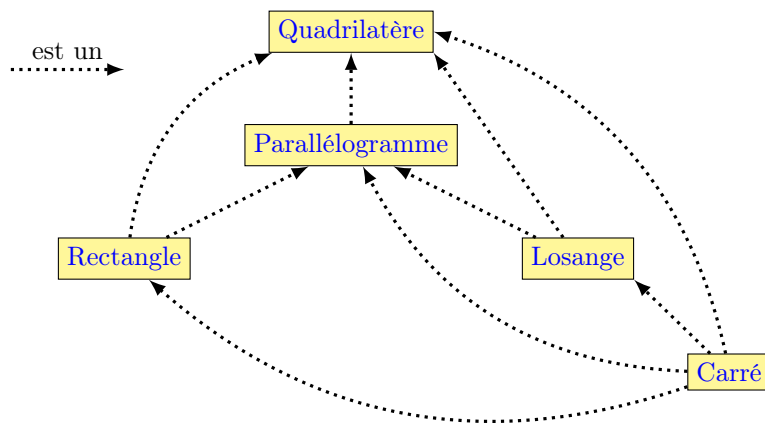 Quadrilatère
est un
Parallélogramme
Rectangle
Losange
Carré